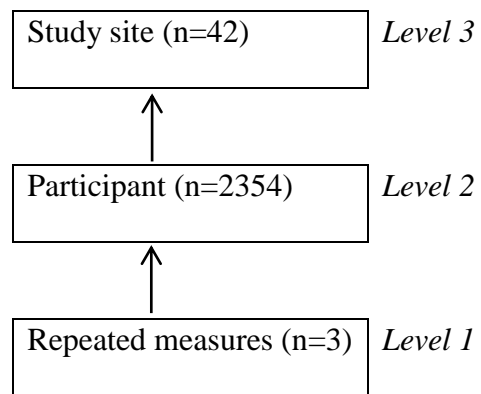 Study site (n=42) Level 3
Participant (n=2354) Level 2
Repeated measures (n=3) Level 1